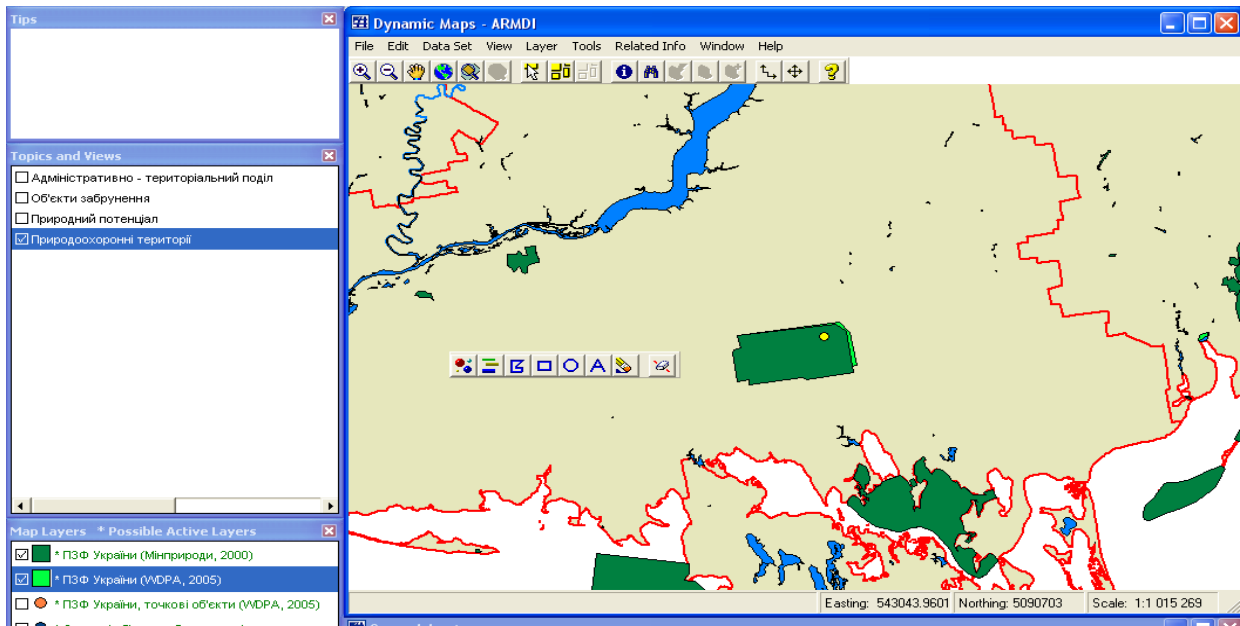 Tips
Dynamic Maps - ARMDI
File Edit Data Set View Layer Tools Related Info Window Help
Topics and Views
Адміністративно - територіальний поділ
Об'єкти забрунення
Природний потенціал
Природоохоронні території
Map Layers * Possible Active Layers
* ПЗФ України (Мінприроди, 2000)
* ПЗФ України (WDPA, 2005)
* ПЗФ України, точкові об'єкти (WDPA, 2005)
Easting: 543043.9601 Northing: 5090703 Scale: 1:1 015 269